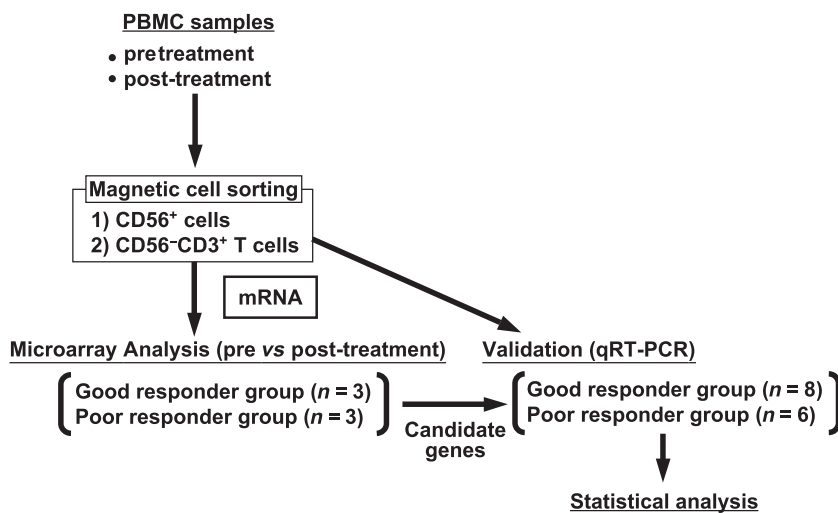 PBMC samples
• pretreatment
• post-treatment
Magnetic cell sorting
1) CD56⁺ cells
2) CD56⁻CD3⁺ T cells
mRNA
Microarray Analysis (pre vs post-treatment)
Good responder group (n = 3)
Poor responder group (n = 3)
Candidate
genes
Validation (qRT-PCR)
Good responder group (n = 8)
Poor responder group (n = 6)
Statistical analysis